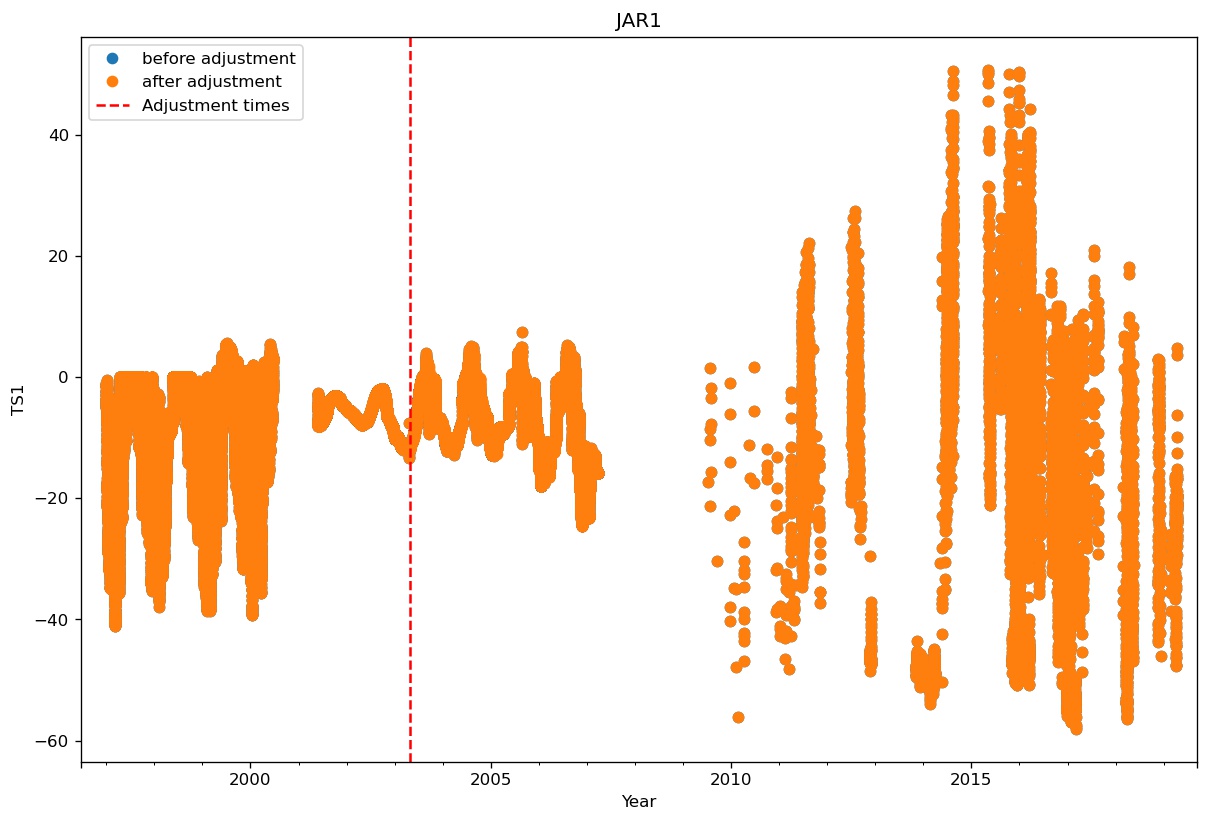 JAR1
before adjustment
after adjustment
Adjustment times
40
20
0
−20
−40
−60
TS1
2000 2005 2010 2015
Year